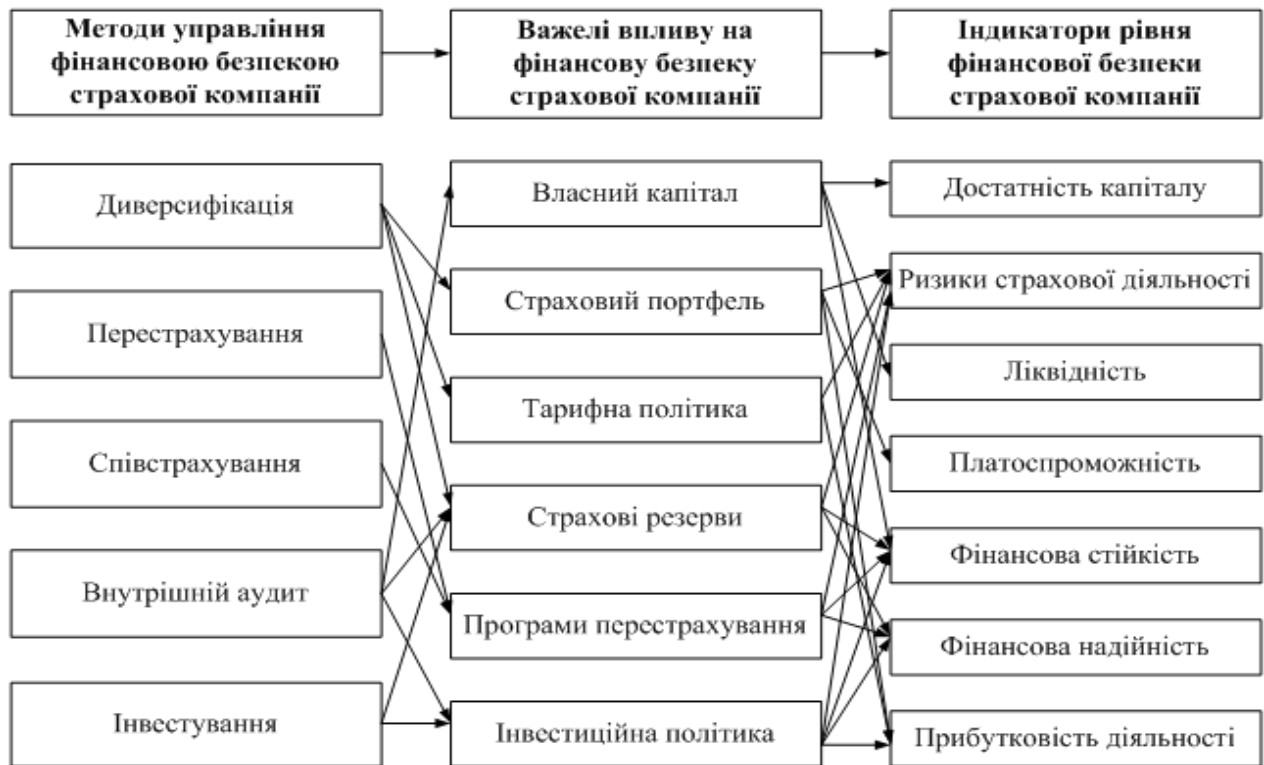 Методи управління
фінансовою безпекою
страхової компанії
Важелі впливу на
фінансову безпеку
страхової компанії
Індикатори рівня
фінансової безпеки
страхової компанії
Диверсифікація
Перестрахування
Співстрахування
Внутрішній аудит
Інвестування
Власний капітал
Страховий портфель
Тарифна політика
Страхові резерви
Програми перестрахування
Інвестиційна політика
Достатність капіталу
Ризики страхової діяльності
Ліквідність
Платоспроможність
Фінансова стійкість
Фінансова надійність
Прибутковість діяльності